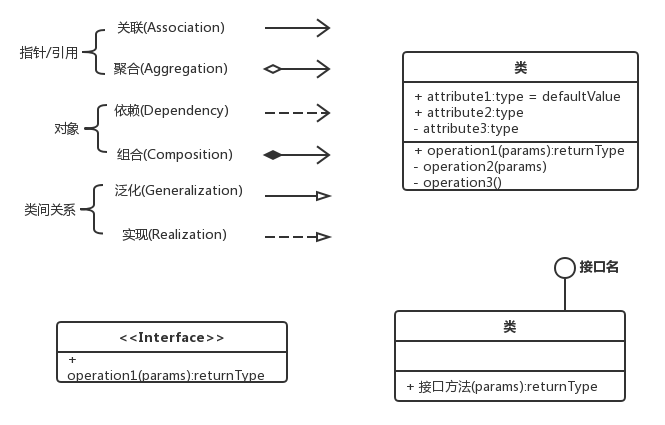 指针/引用
关联(Association)
聚合(Aggregation)
对象
依赖(Dependency)
组合(Composition)
类间关系
泛化(Generalization)
实现(Realization)
类
+ attribute1:type = defaultValue
+ attribute2:type
- attribute3:type
+ operation1(params):returnType
- operation2(params)
- operation3()
<<Interface>>
+
operation1(params):returnType
接口名
类
+ 接口方法(params):returnType